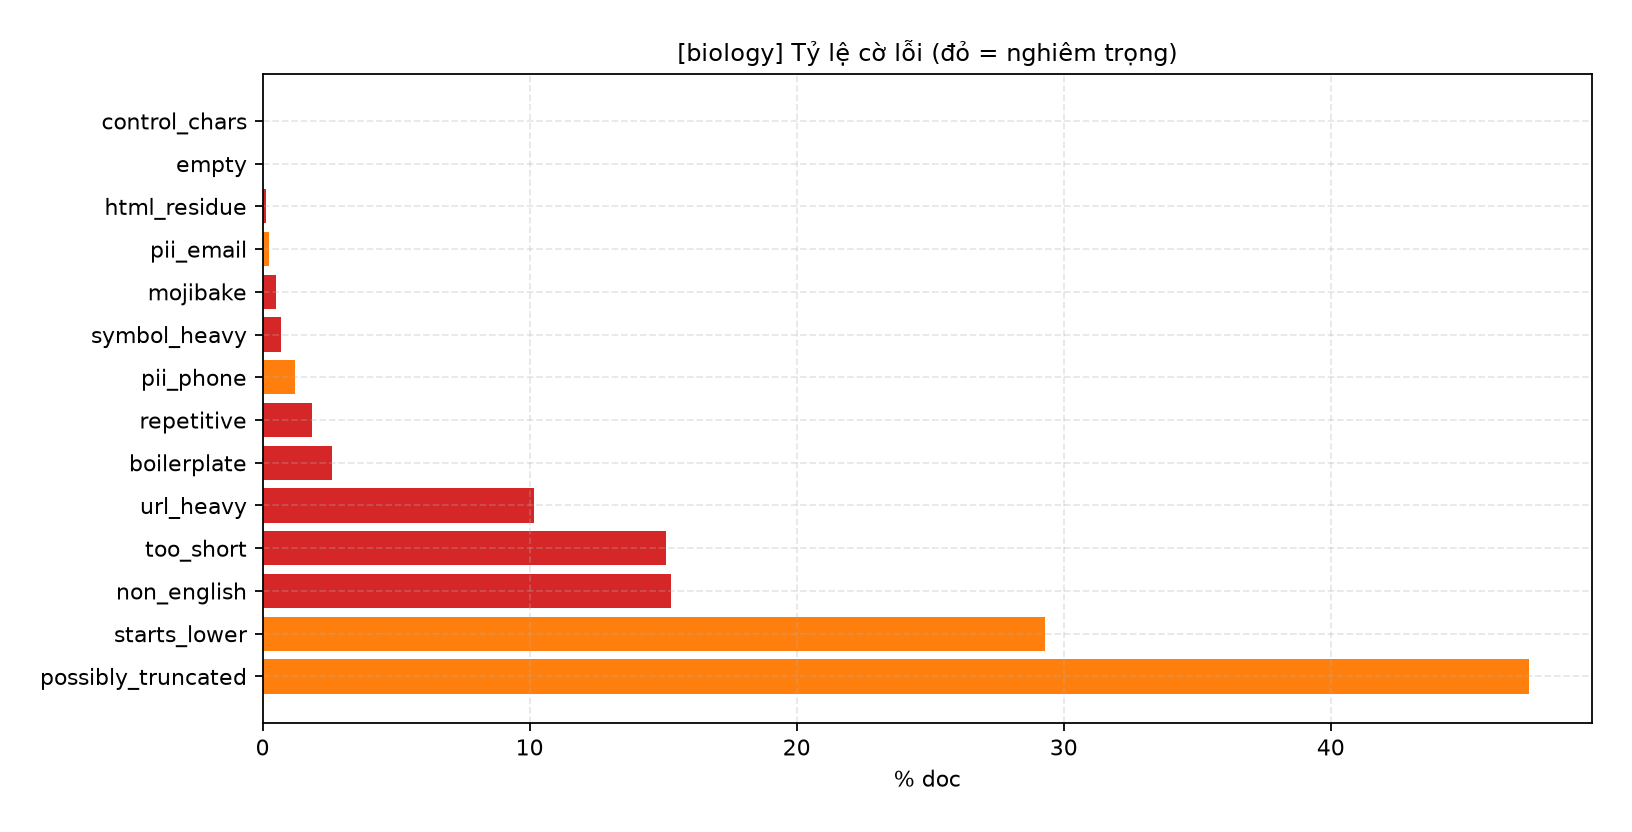 [biology] Tỷ lệ cờ lỗi (đỏ = nghiêm trọng)
control_chars
empty
html_residue
pii_email
mojibake
symbol_heavy
pii_phone
repetitive
boilerplate
url_heavy
too_short
non_english
starts_lower
possibly_truncated
0 10 20 30 40
% doc